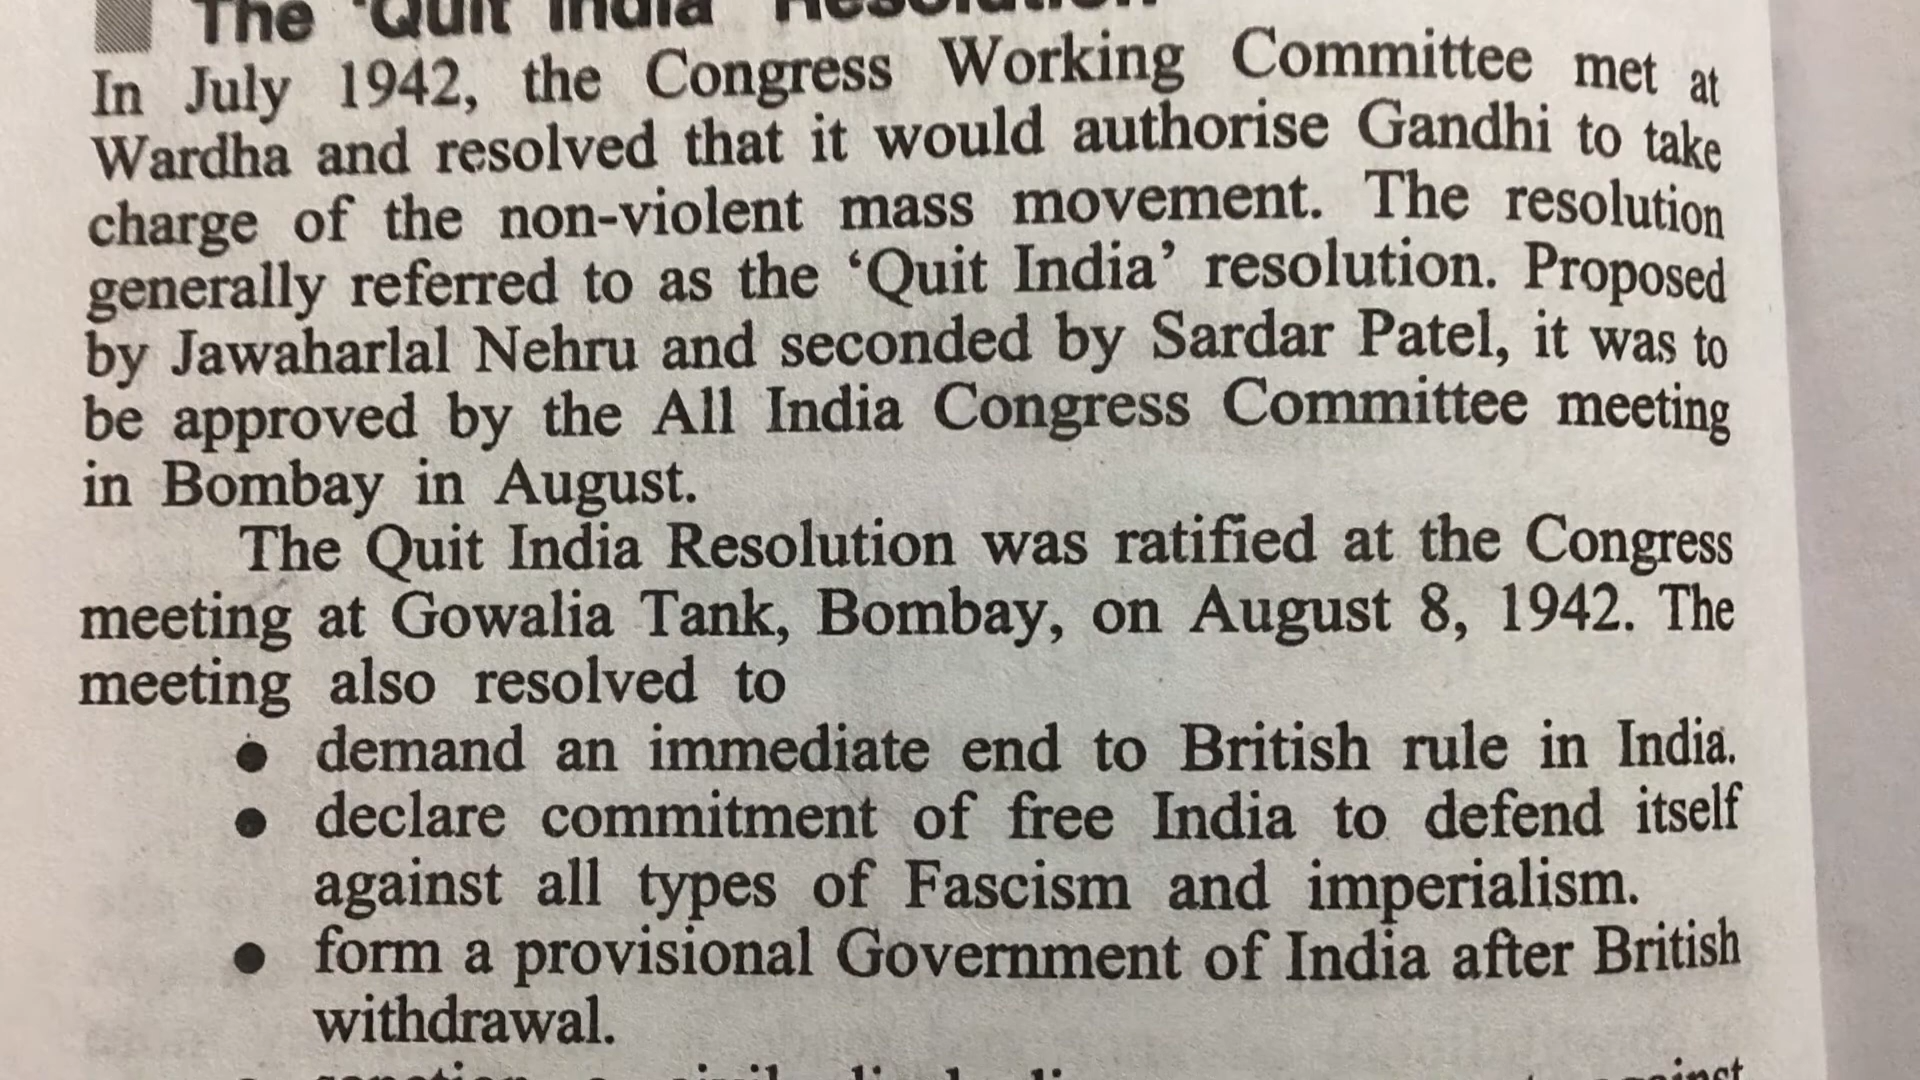 The 'Quit India' Resolution
In July 1942, the Congress Working Committee met at
Wardha and resolved that it would authorise Gandhi to take
charge of the non-violent mass movement. The resolution
generally referred to as the ‘Quit India’ resolution. Proposed
by Jawaharlal Nehru and seconded by Sardar Patel, it was to
be approved by the All India Congress Committee meeting
in Bombay in August.
The Quit India Resolution was ratified at the Congress
meeting at Gowalia Tank, Bombay, on August 8, 1942. The
meeting also resolved to
● demand an immediate end to British rule in India.
● declare commitment of free India to defend itself
against all types of Fascism and imperialism.
● form a provisional Government of India after British
withdrawal.
against